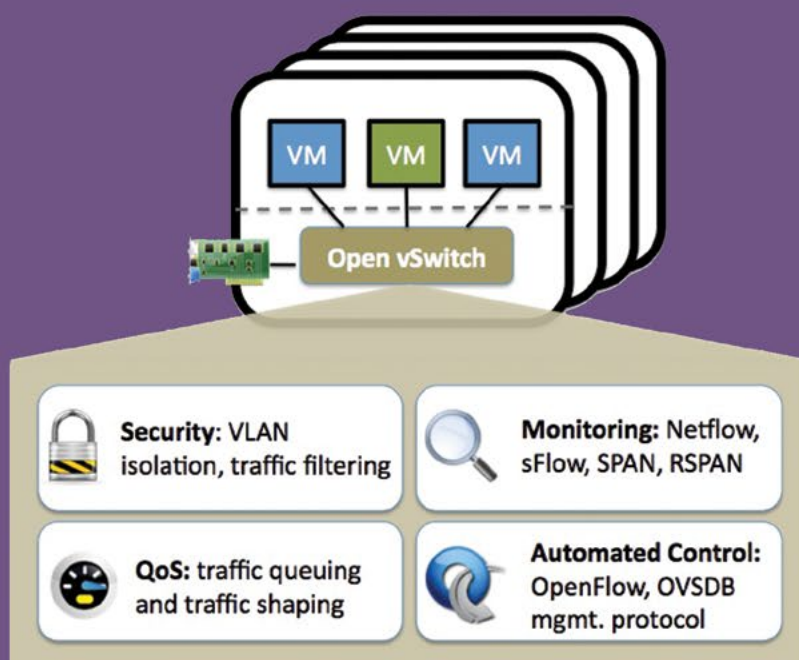 VM VM VM
Open vSwitch
Security: VLAN
isolation, traffic filtering
Monitoring: Netflow,
sFlow, SPAN, RSPAN
QoS: traffic queuing
and traffic shaping
Automated Control:
OpenFlow, OVSDB
mgmt. protocol